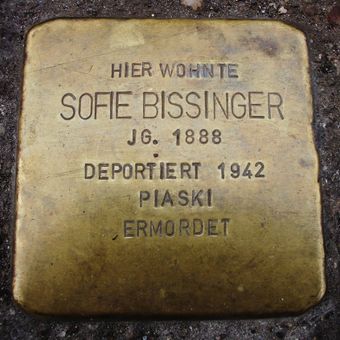 HIER WOHNTE
SOFIE BISSINGER
JG. 1888
DEPORTIERT 1942
PIASKI
ERMORDET